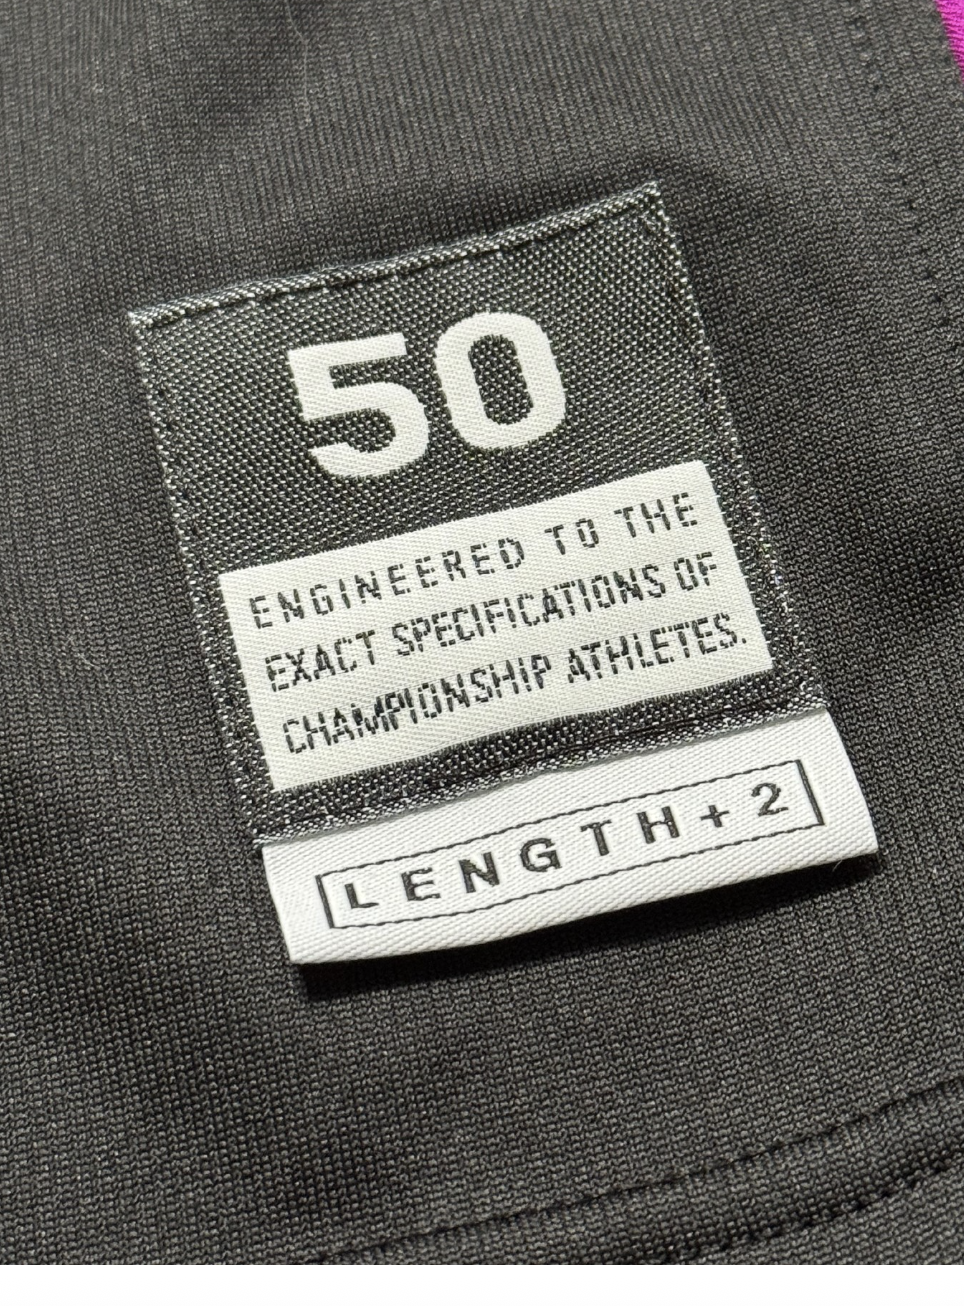 50
ENGINEERED TO THE
EXACT SPECIFICATIONS OF
CHAMPIONSHIP ATHLETES.
LENGTH+2